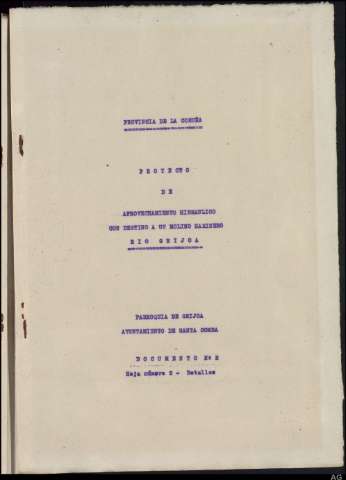 PROVINCIA DE LA CORUÑA
PROYECTO
DE
APROVECHAMIENTO HIDRAULICO
CON DESTINO A UN MOLINO HARINERO
RIO GRIJOA
PARROQUIA DE GRIJOA
AYUNTAMIENTO DE SANTA COMBA
DOCUMENTO Nº 2
Hoja número 2 - Detalles
AG